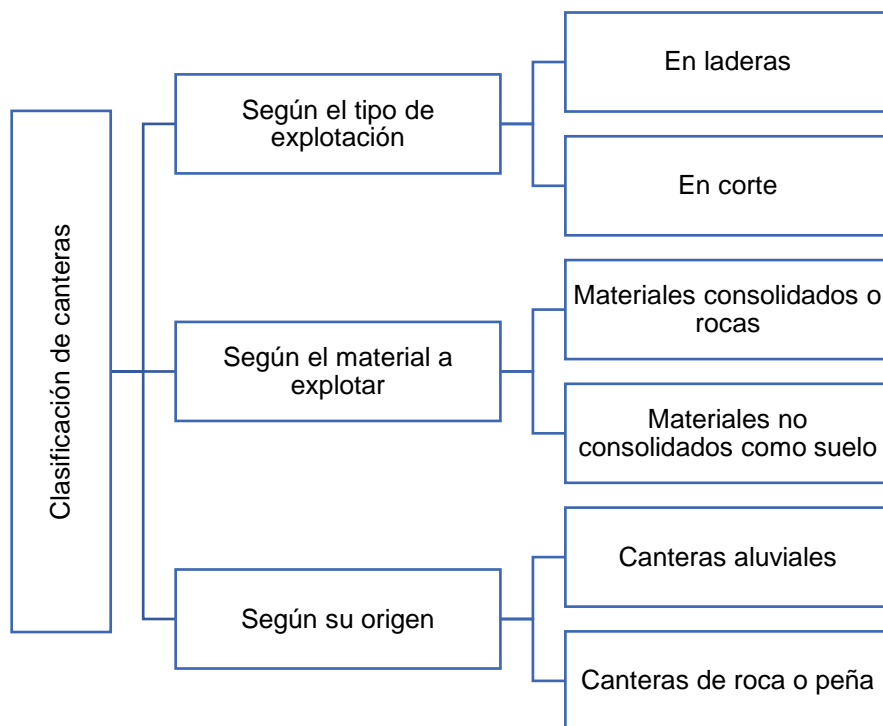 Clasificación de canteras
Según el tipo de
explotación
En laderas
En corte
Según el material a
explotar
Materiales consolidados o
rocas
Materiales no
consolidados como suelo
Según su origen
Canteras aluviales
Canteras de roca o peña